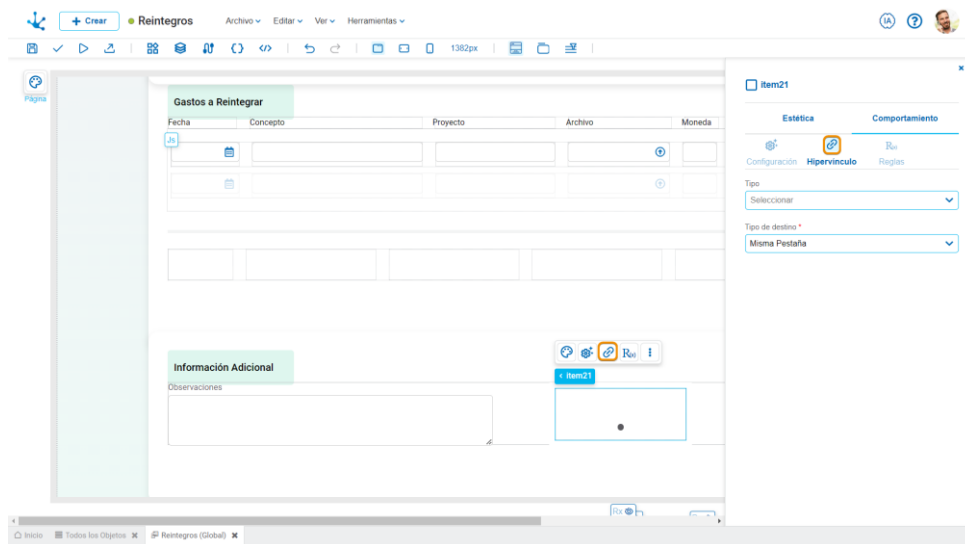 + Crear
Reintegros
Archivo
Editar
Ver
Herramientas
IA
?
1382px
Página
Gastos a Reintegrar
Fecha
Concepto
Proyecto
Archivo
Moneda
Js
Información Adicional
Observaciones
item21
Rx
item21
Estética
Comportamiento
Configuración
Hipervínculo
Reglas
Tipo
Seleccionar
Tipo de destino *
Misma Pestaña
Inicio
Todos los Objetos
Reintegros (Global)